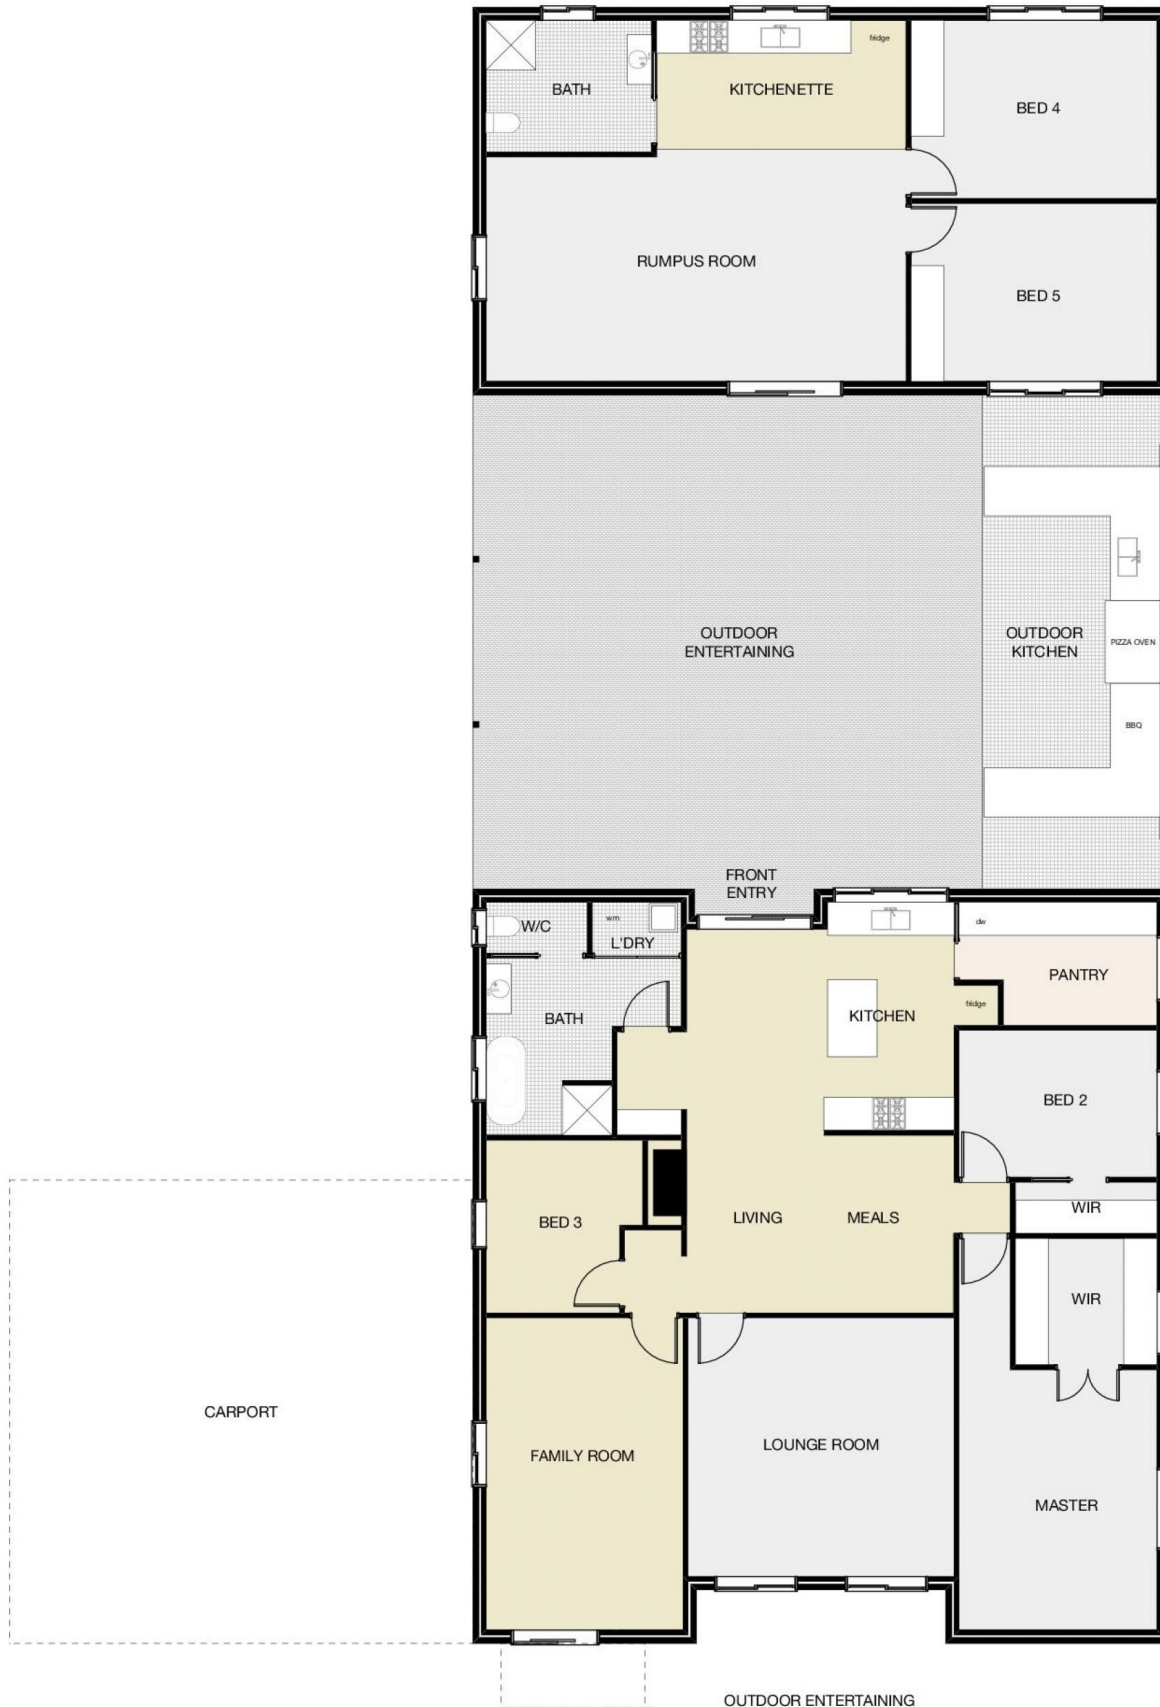 fridge
BATH
KITCHENETTE
BED 4
RUMPUS ROOM
BED 5
OUTDOOR
ENTERTAINING
OUTDOOR
KITCHEN
PIZZA OVEN
BBQ
FRONT
ENTRY
W/C
wm
L'DRY
dw
PANTRY
fridge
BATH
KITCHEN
BED 2
WIR
BED 3
LIVING
MEALS
WIR
CARPORT
FAMILY ROOM
LOUNGE ROOM
MASTER
OUTDOOR ENTERTAINING